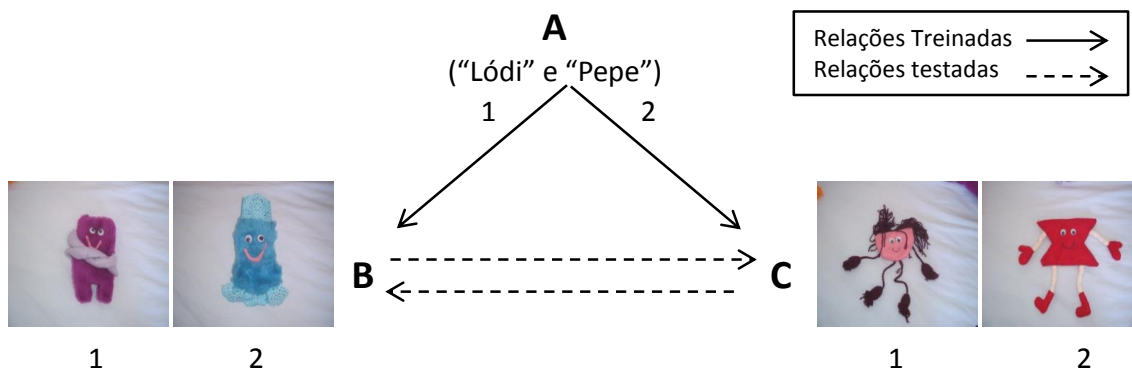 A
("Lódi" e "Pepe")
1 2
Relações Treinadas
Relações testadas
B
C
1 2
1 2